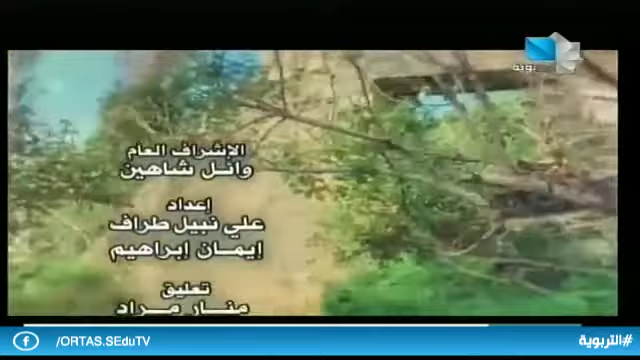 تربوية
الإشراف العام
وائل شاهين
إعداد
علي نبيل طراف
إيمان إبراهيم
تعليق
منار مراد
/ORTAS.SEduTV
#التربوية